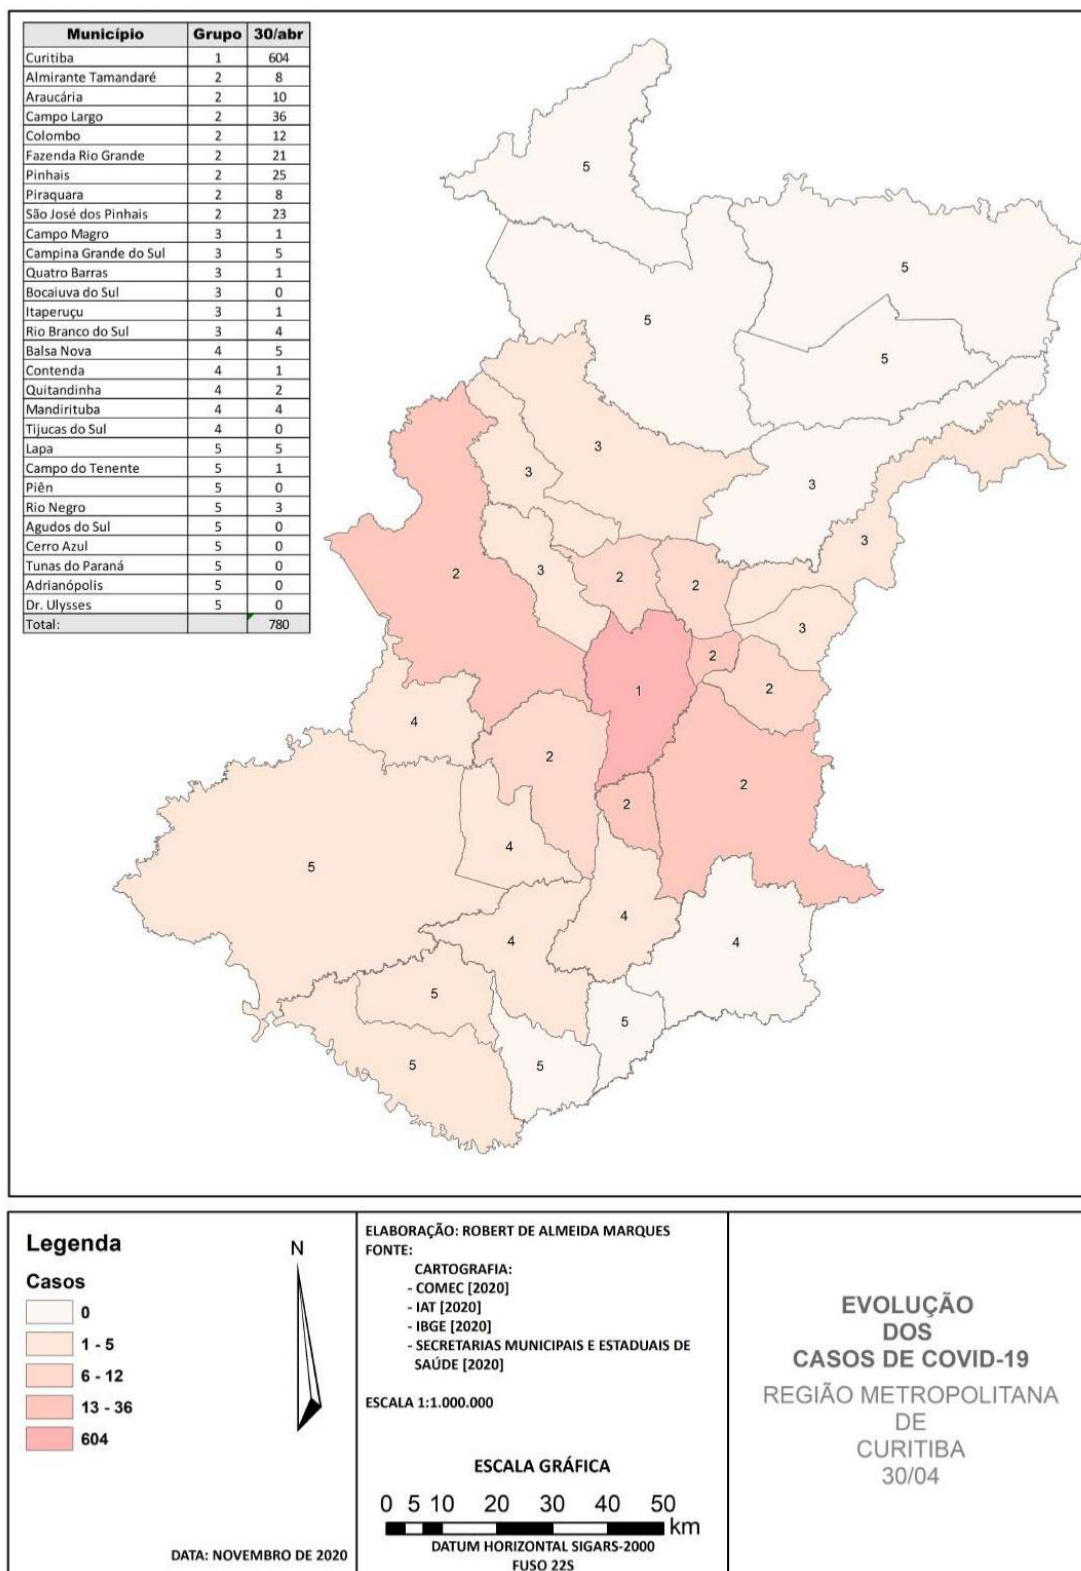 Município Grupo 30/abr
Curitiba 1 604
Almirante Tamandaré 2 8
Araucária 2 10
Campo Largo 2 36
Colombo 2 12
Fazenda Rio Grande 2 21
Pinhais 2 25
Piraquara 2 8
São José dos Pinhais 2 23
Campo Magro 3 1
Campina Grande do Sul 3 5
Quatro Barras 3 1
Bocaiuva do Sul 3 0
Itaperuçu 3 1
Rio Branco do Sul 3 4
Balsa Nova 4 5
Contenda 4 1
Quitandinha 4 2
Mandirituba 4 4
Tijucas do Sul 4 0
Lapa 5 5
Campo do Tenente 5 1
Piên 5 0
Rio Negro 5 3
Agudos do Sul 5 0
Cerro Azul 5 0
Tunas do Paraná 5 0
Adrianópolis 5 0
Dr. Ulysses 5 0
Total: 780
5
5
5
5
3
3
3
3
2
3
2
2
3
2
2
1
4
2
2
2
4
5
4
4
4
5
5
5
5
Legenda
Casos
0
1 - 5
6 - 12
13 - 36
604
N
DATA: NOVEMBRO DE 2020
ELABORAÇÃO: ROBERT DE ALMEIDA MARQUES
FONTE:
CARTOGRAFIA:
- COMEC [2020]
- IAT [2020]
- IBGE [2020]
- SECRETARIAS MUNICIPAIS E ESTADUAIS DE
SAÚDE [2020]
ESCALA 1:1.000.000
ESCALA GRÁFICA
0 5 10 20 30 40 50
km
DATUM HORIZONTAL SIGARS-2000
FUSO 22S
EVOLUÇÃO
DOS
CASOS DE COVID-19
REGIÃO METROPOLITANA
DE
CURITIBA
30/04